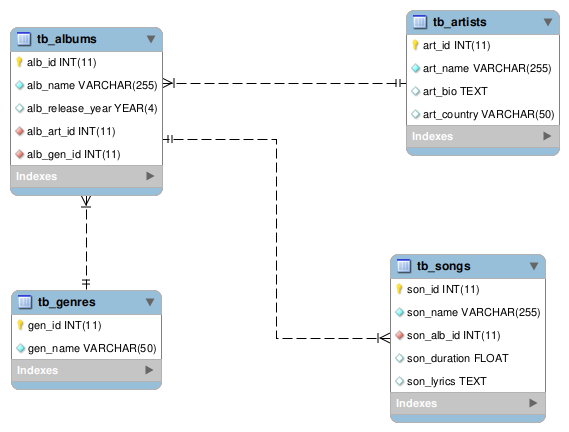 tb_albums
alb_id INT(11)
alb_name VARCHAR(255)
alb_release_year YEAR(4)
alb_art_id INT(11)
alb_gen_id INT(11)
Indexes
tb_artists
art_id INT(11)
art_name VARCHAR(255)
art_bio TEXT
art_country VARCHAR(50)
Indexes
tb_genres
gen_id INT(11)
gen_name VARCHAR(50)
Indexes
tb_songs
son_id INT(11)
son_name VARCHAR(255)
son_alb_id INT(11)
son_duration FLOAT
son_lyrics TEXT
Indexes